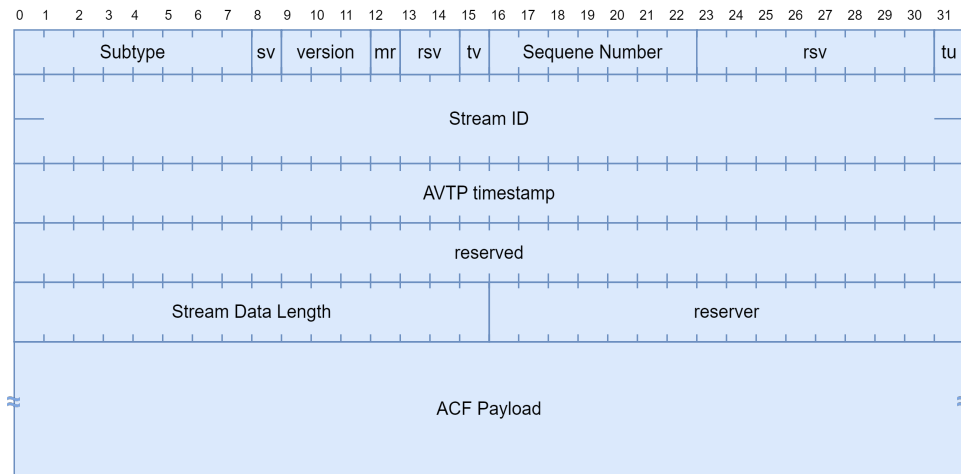 0 1 2 3 4 5 6 7 8 9 10 11 12 13 14 15 16 17 18 19 20 21 22 23 24 25 26 27 28 29 30 31
Subtype sv version mr rsv tv Sequene Number rsv tu
Stream ID
AVTP timestamp
reserved
Stream Data Length reserver
ACF Payload